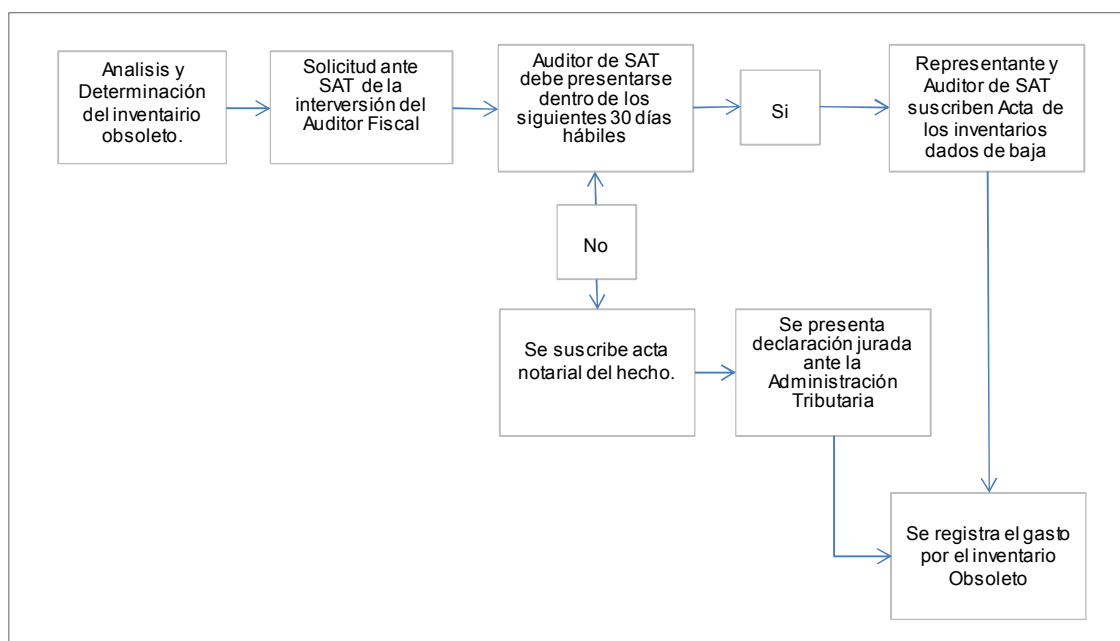 Analisis y
Determinación
del inventairio
obsoleto.
Solicitud ante
SAT de la
interversión del
Auditor Fiscal
Auditor de SAT
debe presentarse
dentro de los
siguientes 30 días
hábiles
Si
Representante y
Auditor de SAT
suscriben Acta de
los inventarios
dados de baja
No
Se suscribe acta
notarial del hecho.
Se presenta
declaración jurada
ante la
Administración
Tributaria
Se registra el gasto
por el inventario
Obsoleto